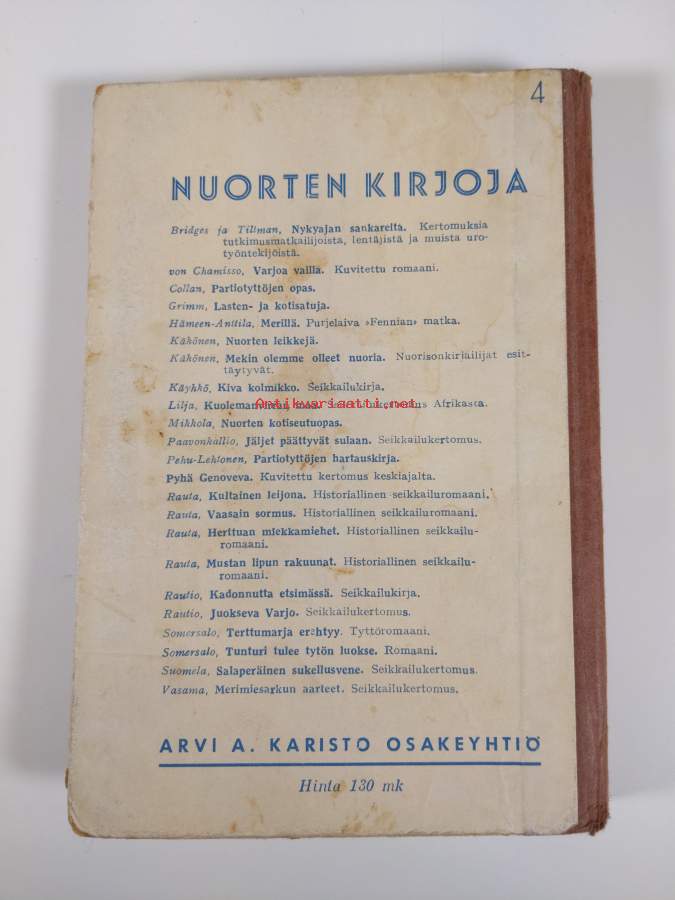 4
NUORTEN KIRJOJA
Bridges ja Tillman, Nykyajan sankareita. Kertomuksia
tutkimusmatkailijoista, lentäjistä ja muista uro-
työntekijöistä.
von Chamisso, Varjoa vailla. Kuvitettu romaani.
Collan, Partiotyttöjen opas.
Grimm, Lasten- ja kotisatuja.
Hämeen-Anttila, Merillä. Purjelaiva »Fennian» matka.
Kähönen, Nuorten leikkejä.
Kähönen, Mekin olemme olleet nuoria. Nuorisonkirjailijat esit-
täytyvät.
Käyhkö, Kiva kolmikko. Seikkailukirja.
Antikvariaatti.net
Lilja, Afrikasta.
Mikkola, Nuorten kotiseutuopas.
Paavonkallio, Jäljet päättyvät sulaan. Seikkailukertomus.
Pehu-Lehtonen, Partiotyttöjen hartauskirja.
Pyhä Genoveva. Kuvitettu kertomus keskiajalta.
Rauta, Kultainen leijona. Historiallinen seikkailuromaani.
Rauta, Vaasain sormus. Historiallinen seikkailuromaani.
Rauta, Herttuan miekkamiehet. Historiallinen seikkailu-
romaani.
Rauta, Mustan lipun rakuunat. Historiallinen seikkailu-
romaani.
Rautio, Kadonnutta etsimässä. Seikkailukirja.
Rautio, Juokseva Varjo. Seikkailukertomus.
Somersalo, Terttumarja erehtyy. Tyttöromaani.
Somersalo, Tunturi tulee tytön luokse. Romaani.
Suomela, Salaperäinen sukellusvene. Seikkailukertomus.
Vasama, Merimiesarkun aarteet. Seikkailukertomus.
ARVI A. KARISTO OSAKEYHTIÖ
Hinta 130 mk